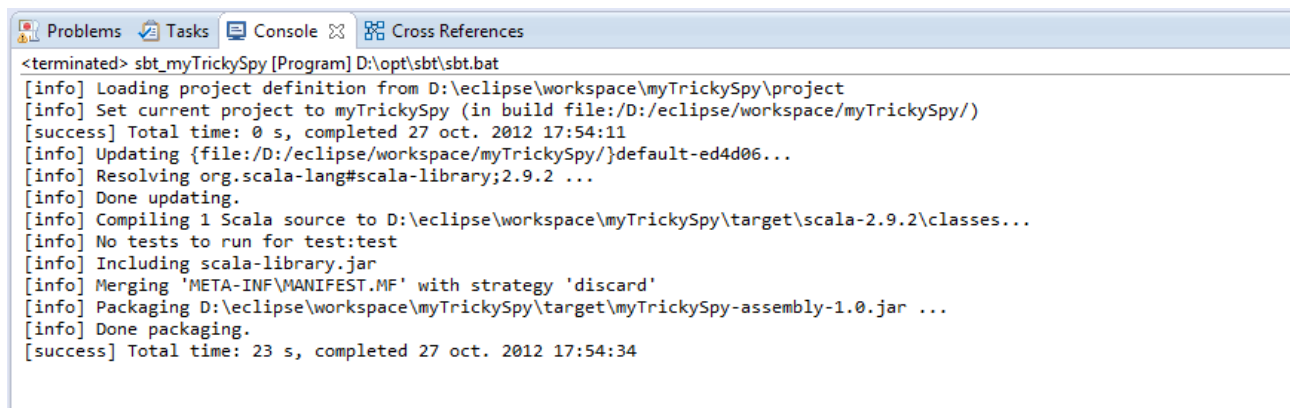 Problems Tasks Console Cross References
<terminated> sbt_myTrickySpy [Program] D:\opt\sbt\sbt.bat
[info] Loading project definition from D:\eclipse\workspace\myTrickySpy\project
[info] Set current project to myTrickySpy (in build file:/D:/eclipse/workspace/myTrickySpy/)
[success] Total time: 0 s, completed 27 oct. 2012 17:54:11
[info] Updating {file:/D:/eclipse/workspace/myTrickySpy/}default-ed4d06...
[info] Resolving org.scala-lang#scala-library;2.9.2 ...
[info] Done updating.
[info] Compiling 1 Scala source to D:\eclipse\workspace\myTrickySpy\target\scala-2.9.2\classes...
[info] No tests to run for test:test
[info] Including scala-library.jar
[info] Merging 'META-INF\MANIFEST.MF' with strategy 'discard'
[info] Packaging D:\eclipse\workspace\myTrickySpy\target\myTrickySpy-assembly-1.0.jar ...
[info] Done packaging.
[success] Total time: 23 s, completed 27 oct. 2012 17:54:34